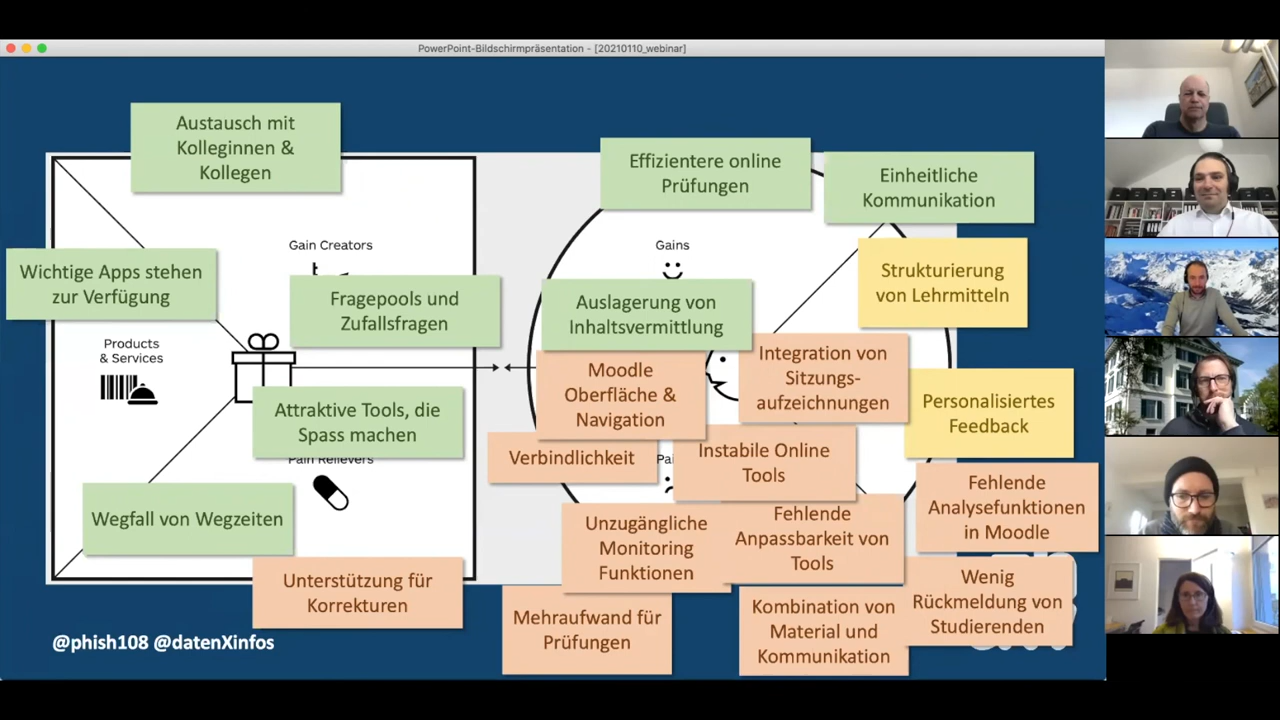 PowerPoint-Bildschirmpräsentation - [20210110_webinar]
Austausch mit
Kolleginnen &
Kollegen
Effizientere online
Prüfungen
Einheitliche
Kommunikation
Gain Creators
Gains
Wichtige Apps stehen
zur Verfügung
Strukturierung
von Lehrmitteln
Fragepools und
Zufallsfragen
Auslagerung von
Inhaltsvermittlung
Products
& Services
Moodle
Oberfläche &
Navigation
Integration von
Sitzungs-
aufzeichnungen
Attraktive Tools, die
Spass machen
Personalisiertes
Feedback
Pain Relievers
Verbindlichkeit
Pai
Instabile Online
Tools
Wegfall von Wegzeiten
Fehlende
Analysefunktionen
in Moodle
Unzugängliche
Monitoring
Funktionen
Fehlende
Anpassbarkeit von
Tools
Unterstützung für
Korrekturen
Wenig
Rückmeldung von
Studierenden
Mehraufwand für
Prüfungen
Kombination von
Material und
Kommunikation
@phish108 @datenXinfos